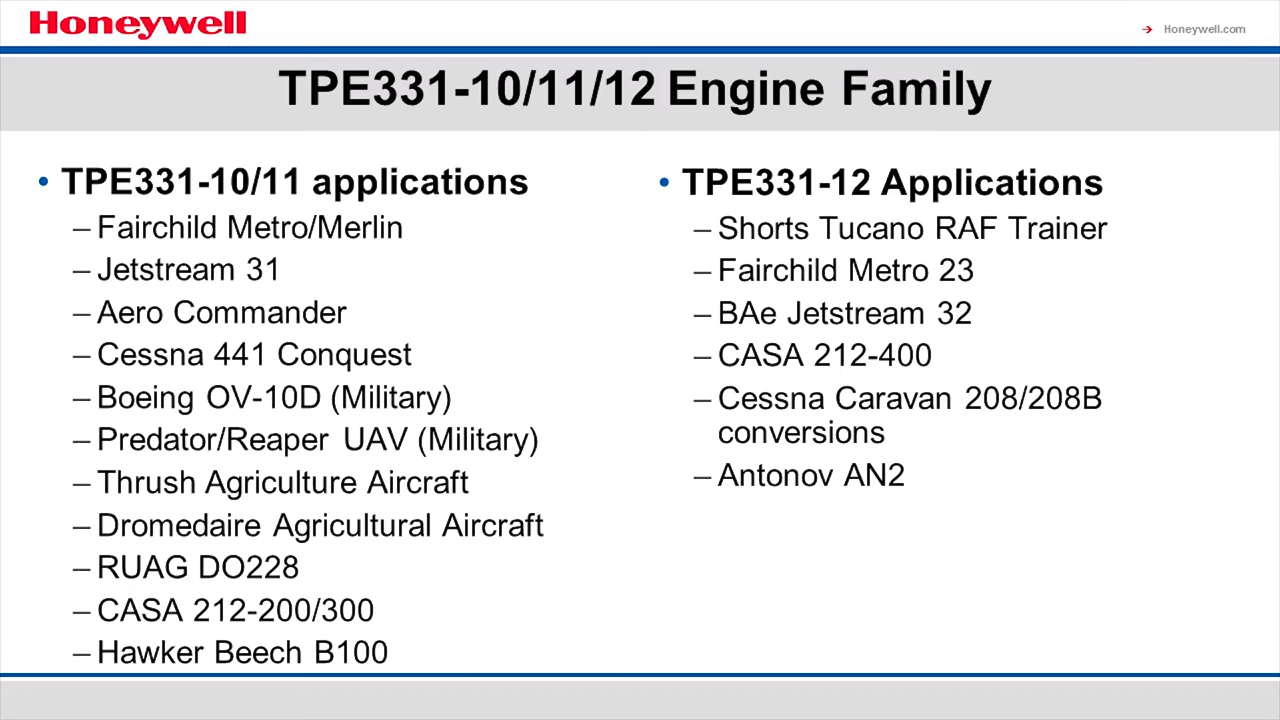 Honeywell
→ Honeywell.com
TPE331-10/11/12 Engine Family
• TPE331-10/11 applications
– Fairchild Metro/Merlin
– Jetstream 31
– Aero Commander
– Cessna 441 Conquest
– Boeing OV-10D (Military)
– Predator/Reaper UAV (Military)
– Thrush Agriculture Aircraft
– Dromedaire Agricultural Aircraft
– RUAG DO228
– CASA 212-200/300
– Hawker Beech B100
• TPE331-12 Applications
– Shorts Tucano RAF Trainer
– Fairchild Metro 23
– BAe Jetstream 32
– CASA 212-400
– Cessna Caravan 208/208B
conversions
– Antonov AN2